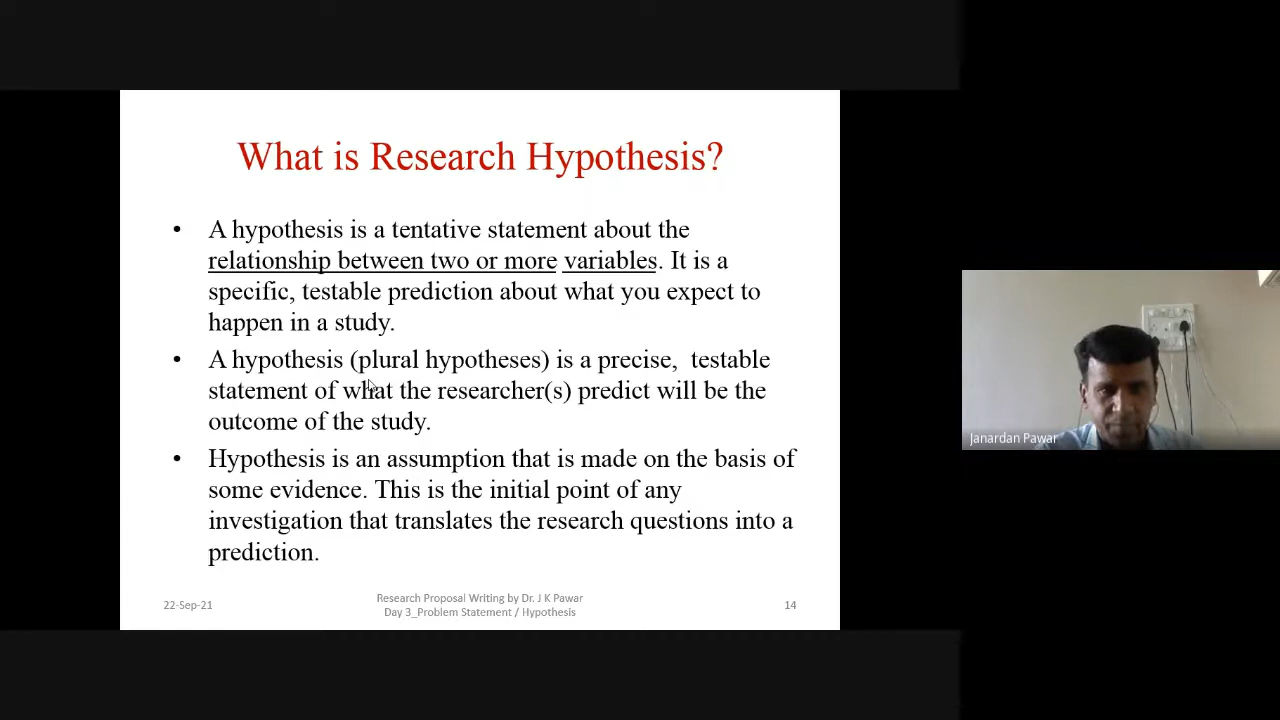 What is Research Hypothesis?
• A hypothesis is a tentative statement about the
relationship between two or more variables. It is a
specific, testable prediction about what you expect to
happen in a study.
• A hypothesis (plural hypotheses) is a precise,  testable
statement of what the researcher(s) predict will be the
outcome of the study.
• Hypothesis is an assumption that is made on the basis of
some evidence. This is the initial point of any
investigation that translates the research questions into a
prediction.
22-Sep-21
Research Proposal Writing by Dr. J K Pawar
Day 3_Problem Statement / Hypothesis
14
Janardan Pawar